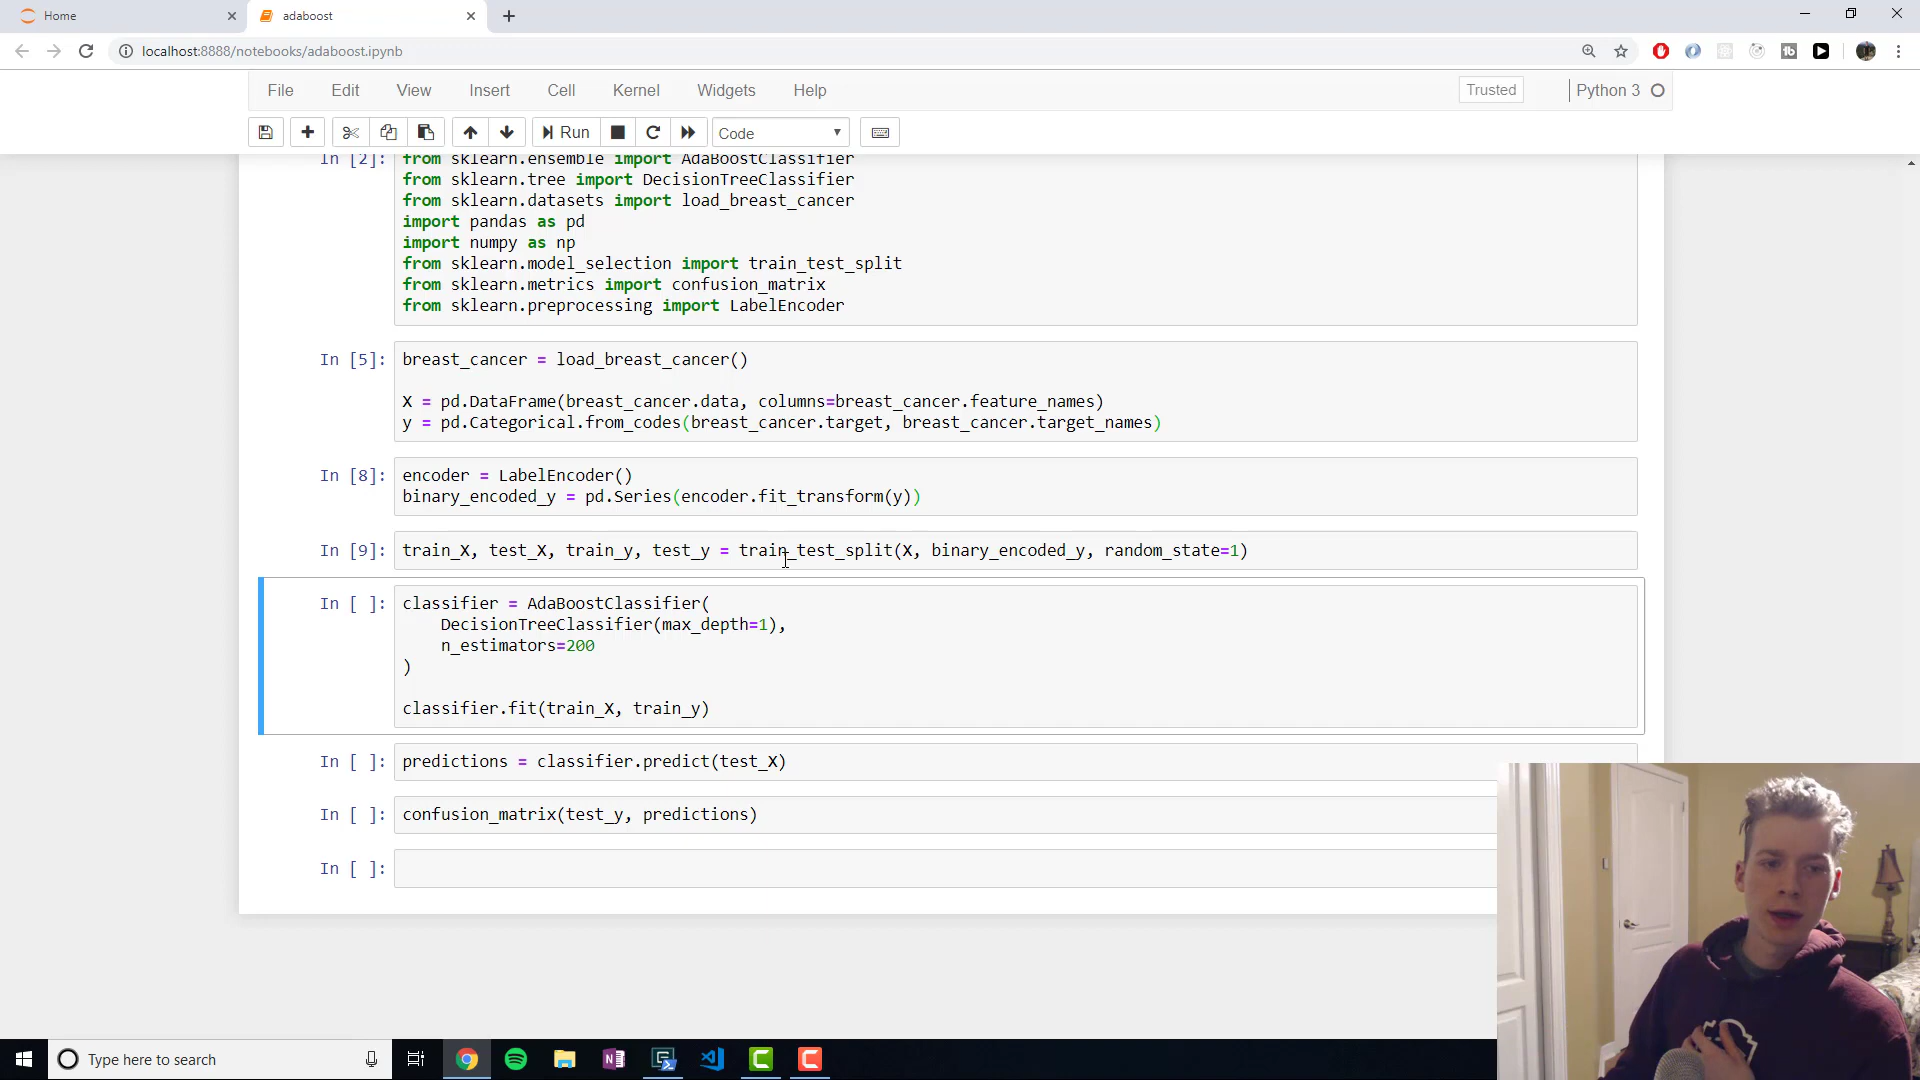 Home
adaboost
localhost:8888/notebooks/adaboost.ipynb
File Edit View Insert Cell Kernel Widgets Help
Trusted
Python 3
Run
Code
In [2]:
from sklearn.ensemble import AdaBoostClassifier
from sklearn.tree import DecisionTreeClassifier
from sklearn.datasets import load_breast_cancer
import pandas as pd
import numpy as np
from sklearn.model_selection import train_test_split
from sklearn.metrics import confusion_matrix
from sklearn.preprocessing import LabelEncoder
In [5]:
breast_cancer = load_breast_cancer()
X = pd.DataFrame(breast_cancer.data, columns=breast_cancer.feature_names)
y = pd.Categorical.from_codes(breast_cancer.target, breast_cancer.target_names)
In [8]:
encoder = LabelEncoder()
binary_encoded_y = pd.Series(encoder.fit_transform(y))
In [9]:
train_X, test_X, train_y, test_y = train_test_split(X, binary_encoded_y, random_state=1)
In [ ]:
classifier = AdaBoostClassifier(
DecisionTreeClassifier(max_depth=1),
n_estimators=200
)
classifier.fit(train_X, train_y)
In [ ]:
predictions = classifier.predict(test_X)
In [ ]:
confusion_matrix(test_y, predictions)
In [ ]:
Type here to search